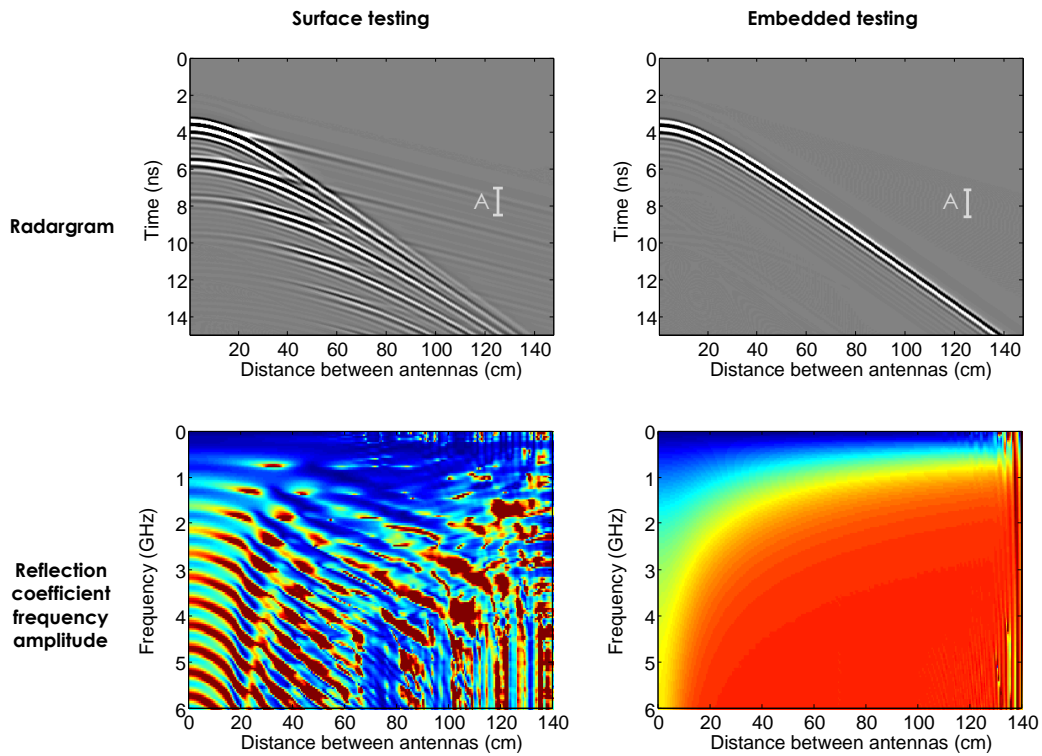 Surface testing
Embedded testing
Radargram
Time (ns)
0
2
4
6
8
10
12
14
A
20 40 60 80 100 120 140
Distance between antennas (cm)
Time (ns)
0
2
4
6
8
10
12
14
A
20 40 60 80 100 120 140
Distance between antennas (cm)
Reflection
coefficient
frequency
amplitude
Frequency (GHz)
0
1
2
3
4
5
6
0 20 40 60 80 100 120 140
Distance between antennas (cm)
Frequency (GHz)
0
1
2
3
4
5
6
0 20 40 60 80 100 120 140
Distance between antennas (cm)